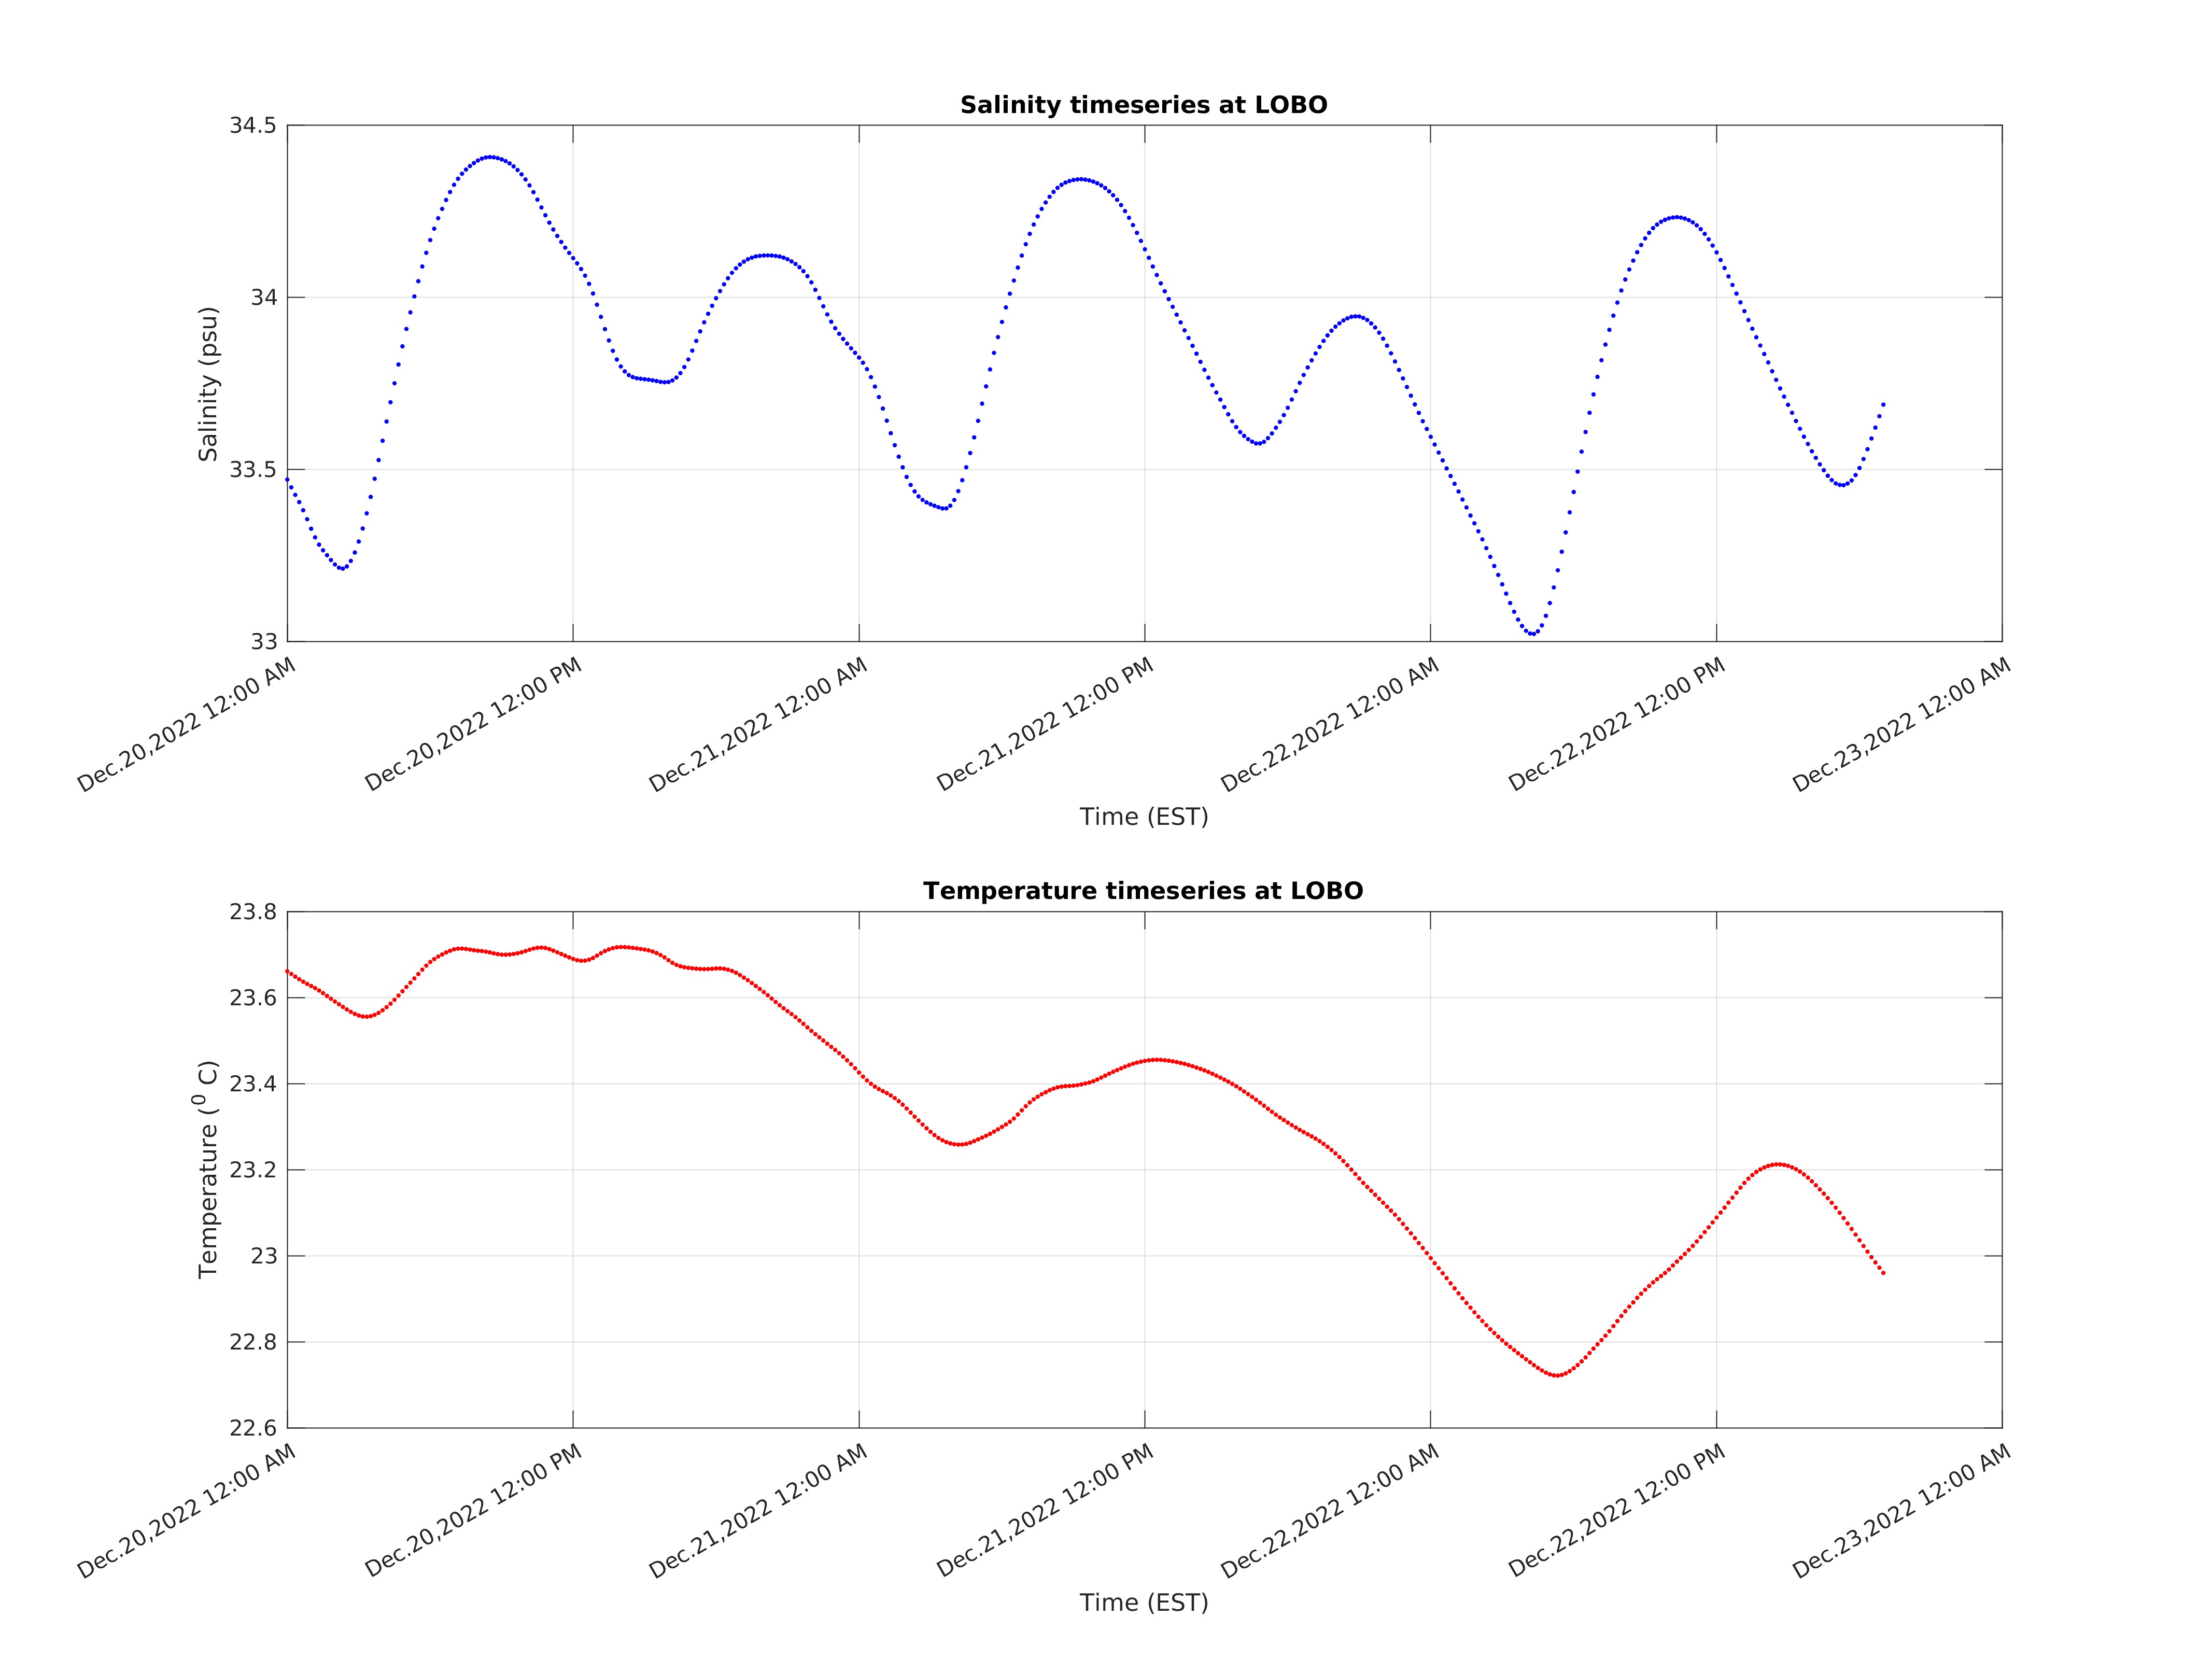 Salinity timeseries at LOBO
Salinity (psu)
34.5
34
33.5
33
Dec.20,2022 12:00 AM
Dec.20,2022 12:00 PM
Dec.21,2022 12:00 AM
Dec.21,2022 12:00 PM
Dec.22,2022 12:00 AM
Dec.22,2022 12:00 PM
Dec.23,2022 12:00 AM
Time (EST)
Temperature timeseries at LOBO
Temperature (⁰ C)
23.8
23.6
23.4
23.2
23
22.8
22.6
Dec.20,2022 12:00 AM
Dec.20,2022 12:00 PM
Dec.21,2022 12:00 AM
Dec.21,2022 12:00 PM
Dec.22,2022 12:00 AM
Dec.22,2022 12:00 PM
Dec.23,2022 12:00 AM
Time (EST)